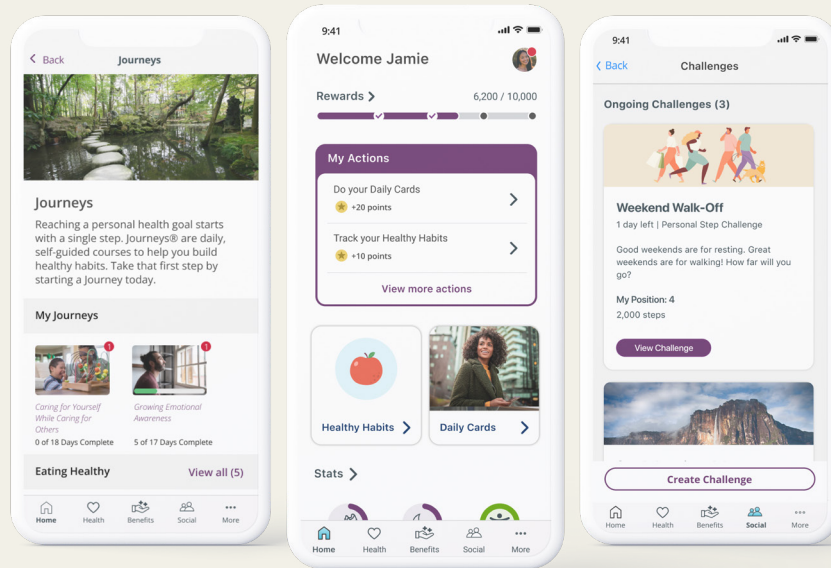 Back
Journeys
Journeys
Reaching a personal health goal starts
with a single step. Journeys® are daily,
self-guided courses to help you build
healthy habits. Take that first step by
starting a Journey today.
My Journeys
1
1
Caring for Yourself
While Caring for
Others
0 of 18 Days Complete
Growing Emotional
Awareness
5 of 17 Days Complete
Eating Healthy
View all (5)
Home
Health
Benefits
Social
More
9:41
Welcome Jamie
Rewards
6,200 / 10,000
My Actions
Do your Daily Cards
+20 points
Track your Healthy Habits
+10 points
View more actions
Healthy Habits
Daily Cards
Stats
Home
Health
Benefits
Social
More
9:41
Back
Challenges
Ongoing Challenges (3)
Weekend Walk-Off
1 day left | Personal Step Challenge
Good weekends are for resting. Great
weekends are for walking! How far will you
go?
My Position: 4
2,000 steps
View Challenge
Create Challenge
Home
Health
Benefits
Social
More